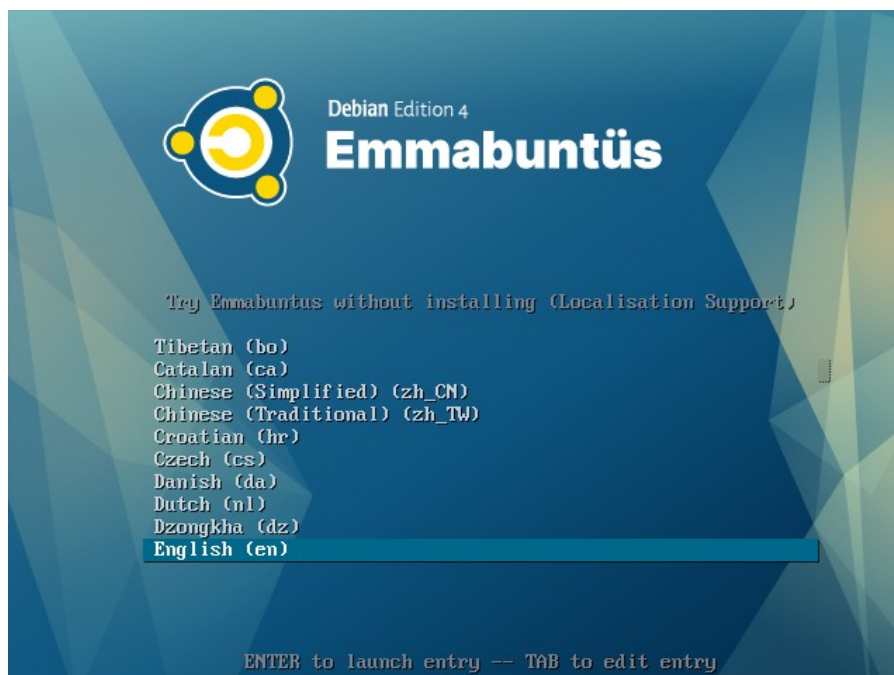 Debian Edition 4
Emmabuntüs
Try Emmabuntus without installing (Localisation Support)
Tibetan (bo)
Catalan (ca)
Chinese (Simplified) (zh_CN)
Chinese (Traditional) (zh_TW)
Croatian (hr)
Czech (cs)
Danish (da)
Dutch (nl)
Dzongkha (dz)
English (en)
ENTER to launch entry -- TAB to edit entry